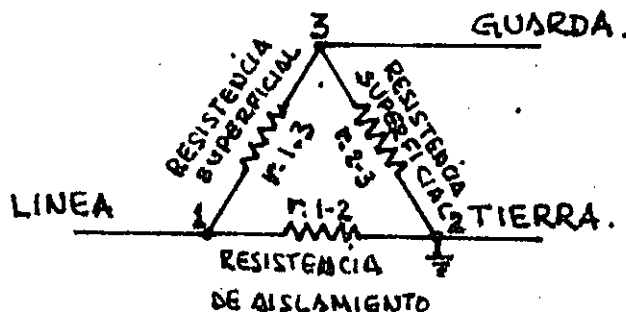 3
GUARDA.
RESISTENCIA
SUPERFICIAL
r. 1-3
RESISTENCIA
SUPERFICIAL
r. 2-3
LINEA
1
r. 1-2
2
TIERRA.
RESISTENCIA
DE AISLAMIENTO